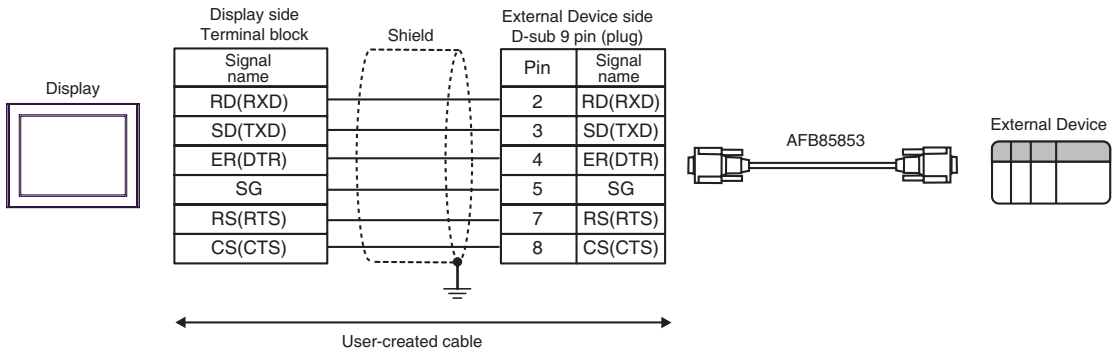 Display side
Terminal block
Shield
External Device side
D-sub 9 pin (plug)
Display
Signal name
Pin
Signal name
RD(RXD) 2 RD(RXD)
SD(TXD) 3 SD(TXD)
ER(DTR) 4 ER(DTR)
SG 5 SG
RS(RTS) 7 RS(RTS)
CS(CTS) 8 CS(CTS)
AFB85853
External Device
User-created cable